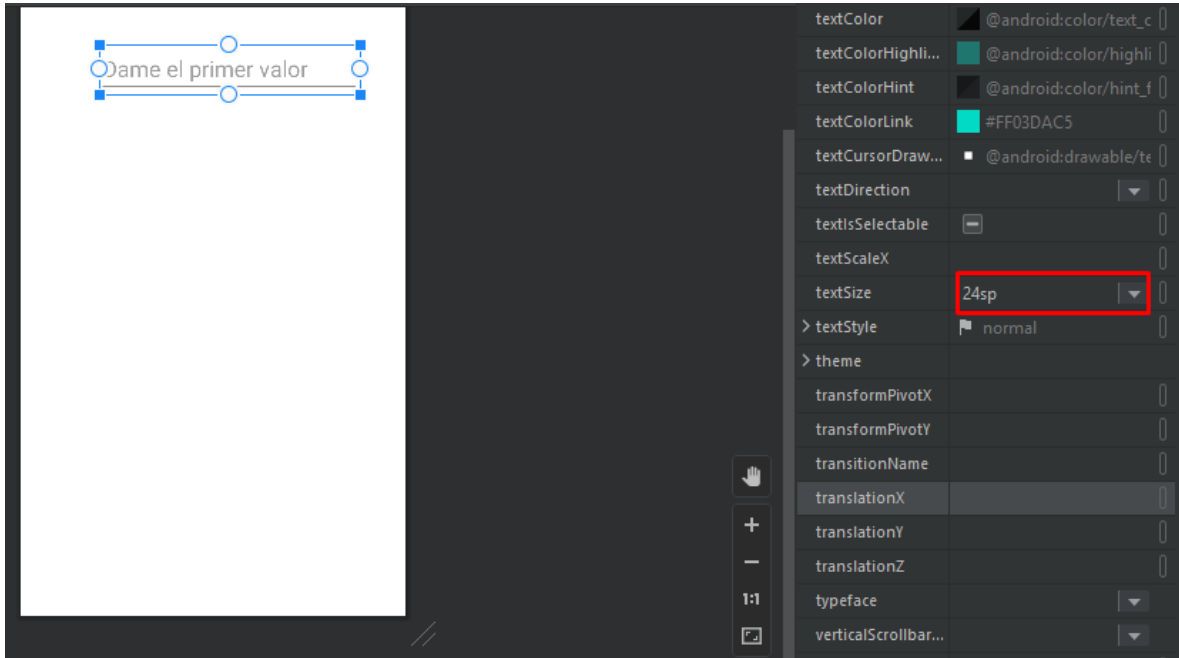 Dame el primer valor
textColor @android:color/text_c
textColorHighli... @android:color/highli
textColorHint @android:color/hint_f
textColorLink #FF03DAC5
textCursorDraw... @android:drawable/te
textDirection
textIsSelectable
textScaleX
textSize 24sp
textStyle normal
theme
transformPivotX
transformPivotY
transitionName
translationX
translationY
translationZ
1:1
typeface
verticalScrollbar...